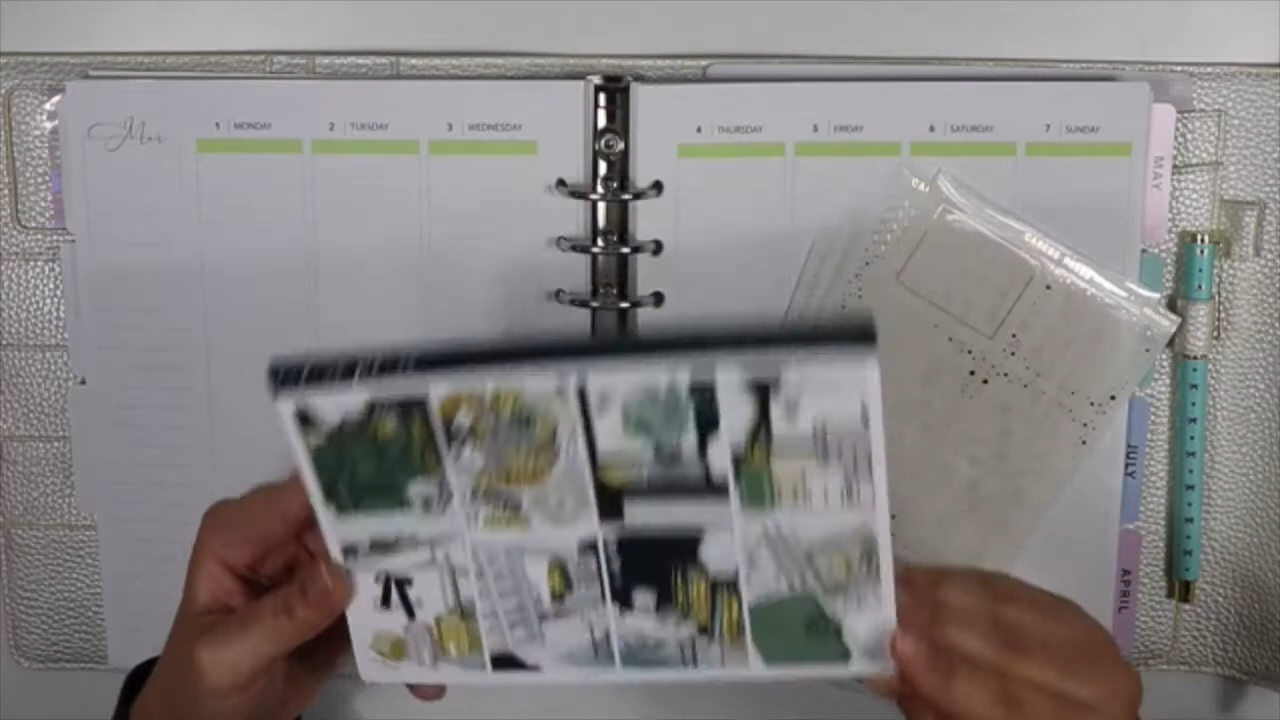 Mar
1 MONDAY
2 TUESDAY
3 WEDNESDAY
4 THURSDAY
5 FRIDAY
6 SATURDAY
7 SUNDAY
MAY
JULY
APRIL